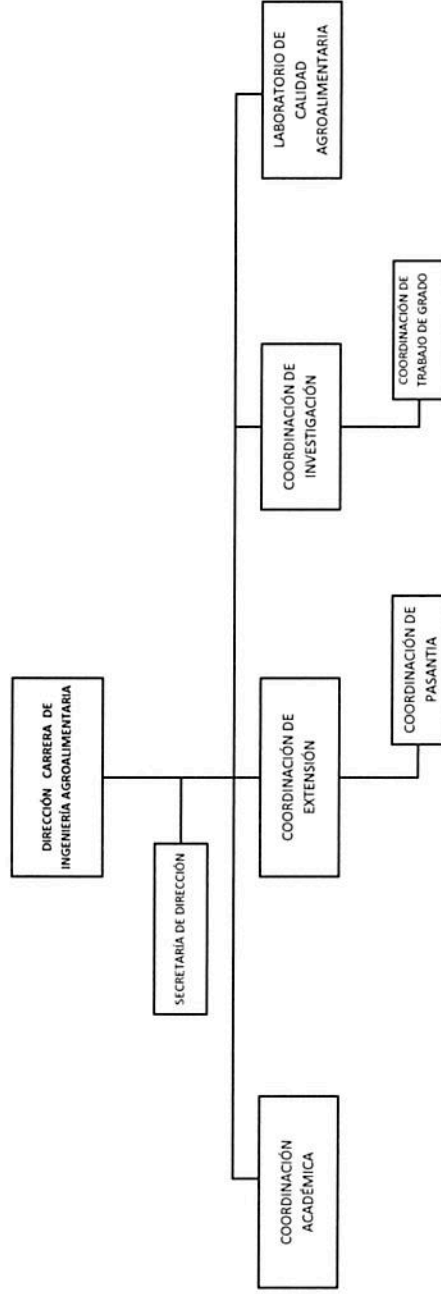 DIRECCIÓN CARRERA DE
INGENIERÍA AGROALIMENTARIA
SECRETARÍA DE DIRECCIÓN
COORDINACIÓN
ACADÉMICA
COORDINACIÓN DE
EXTENSIÓN
COORDINACIÓN DE
INVESTIGACIÓN
LABORATORIO DE
CALIDAD
AGROALIMENTARIA
COORDINACIÓN DE
PASANTIA
COORDINACIÓN DE
TRABAJO DE GRADO